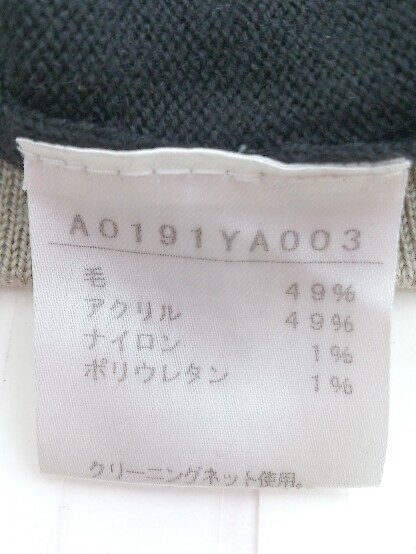 A0191YA003
毛 49%
アクリル 49%
ナイロン 1%
ポリウレタン 1%
クリーニングネット使用。